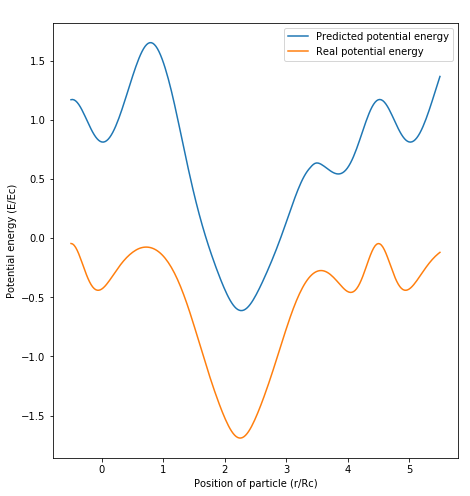 Predicted potential energy
Real potential energy
Potential energy (E/Ec)
1.5
1.0
0.5
0.0
−0.5
−1.0
−1.5
0 1 2 3 4 5
Position of particle (r/Rc)